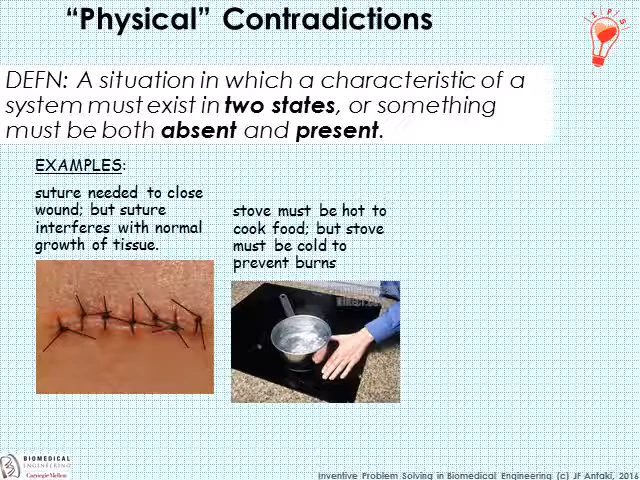 “Physical” Contradictions
I P S
DEFN: A situation in which a characteristic of a
system must exist in two states, or something
must be both absent and present.
EXAMPLES:
suture needed to close
wound; but suture
interferes with normal
growth of tissue.
stove must be hot to
cook food; but stove
must be cold to
prevent burns
BIOMEDICAL
ENGINEERING
Carnegie Mellon
Inventive Problem Solving in Biomedical Engineering (c) JF Antaki, 2016